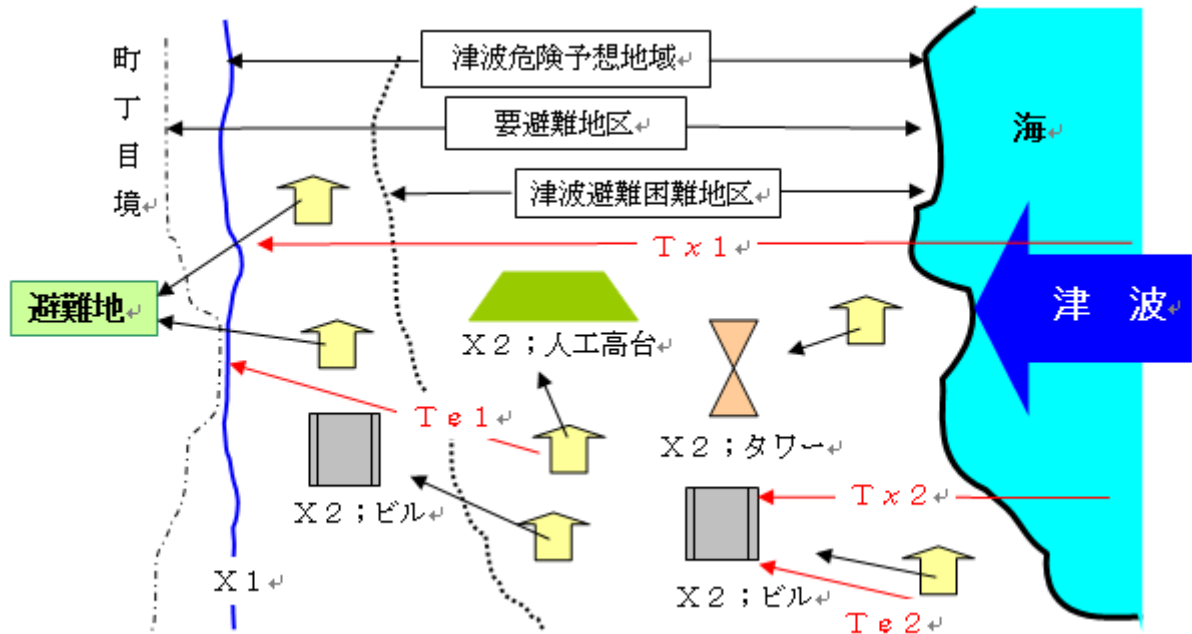 町丁目境
津波危険予想地域
要避難地区
津波避難困難地区
海
Ｔｘ１
避難地
津 波
Ｘ２；人工高台
Ｔｅ１
Ｘ２；タワー
Ｘ２；ビル
Ｔｘ２
Ｘ１
Ｘ２；ビル
Ｔｅ２